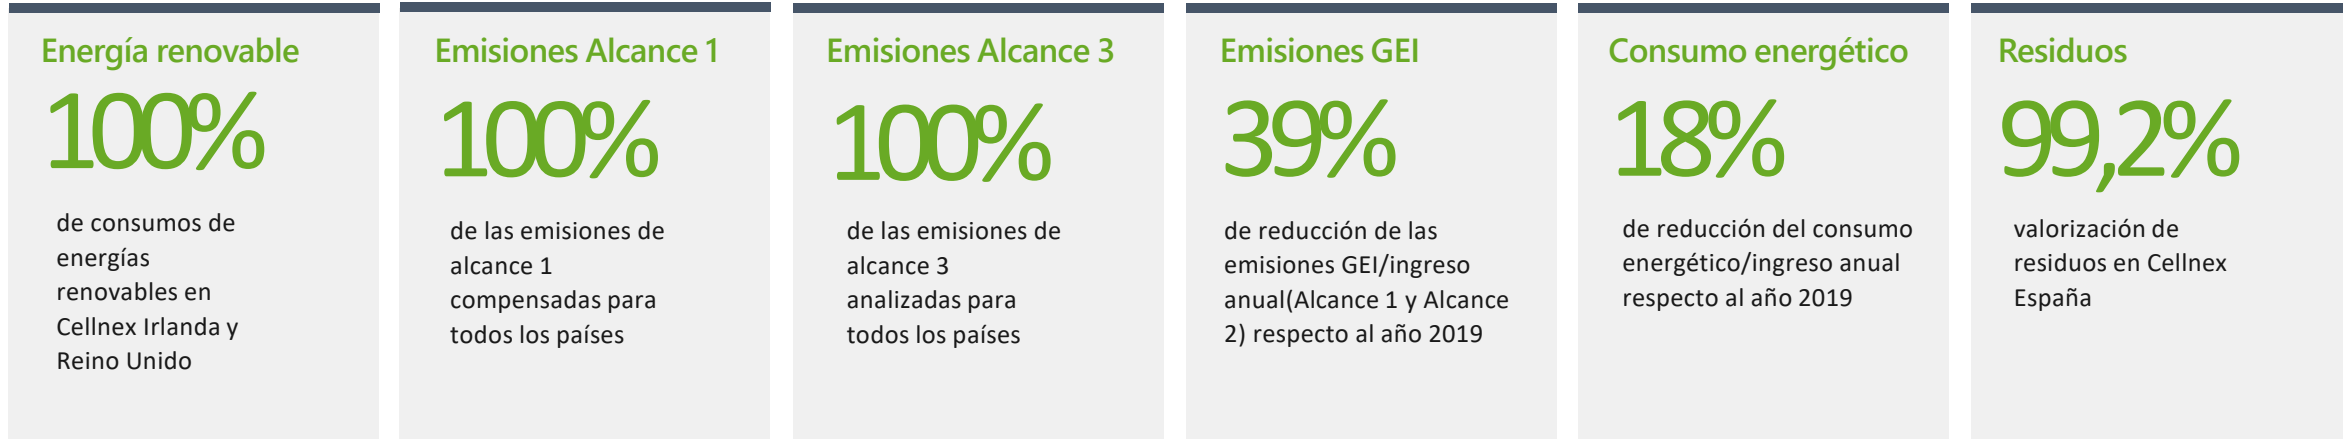 Energía renovable
100%
de consumos de
energías
renovables en
Cellnex Irlanda y
Reino Unido
Emisiones Alcance 1
100%
de las emisiones de
alcance 1
compensadas para
todos los países
Emisiones Alcance 3
100%
de las emisiones de
alcance 3
analizadas para
todos los países
Emisiones GEI
39%
de reducción de las
emisiones GEI/ingreso
anual(Alcance 1 y Alcance
2) respecto al año 2019
Consumo energético
18%
de reducción del consumo
energético/ingreso anual
respecto al año 2019
Residuos
99,2%
valorización de
residuos en Cellnex
España